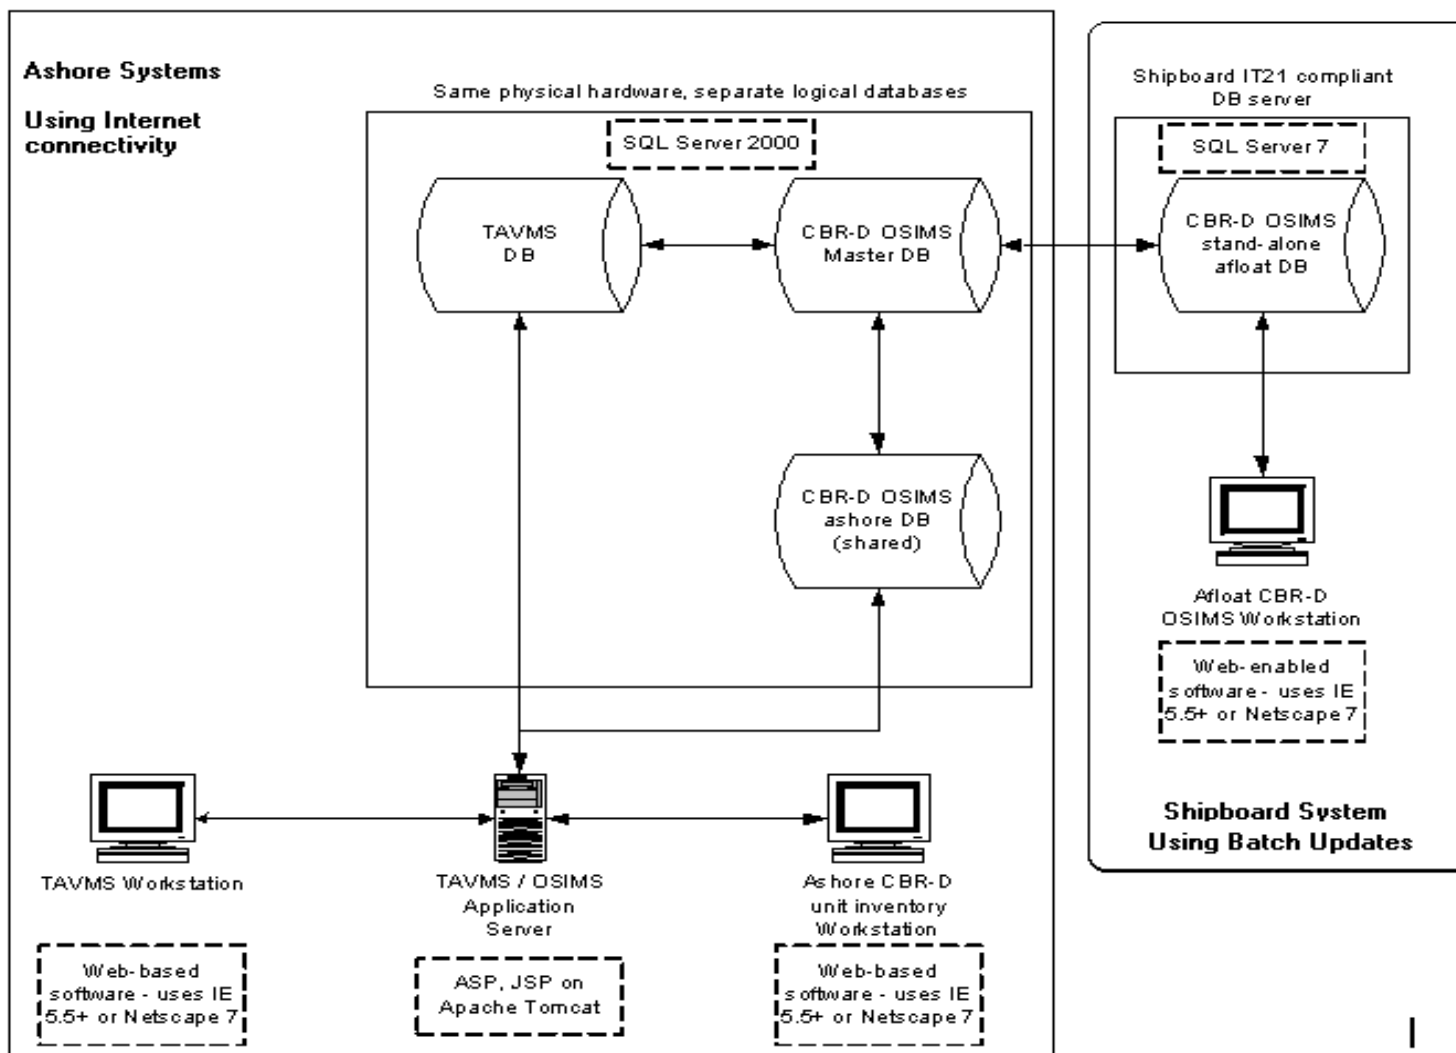 Ashore Systems
Using Internet
connectivity
Same physical hardware, separate logical databases
SQL Server 2000
TAVMS
DB
CBR-D OSIMS
Master DB
CBR-D OSIMS
ashore DB
(shared)
TAVMS Workstation
Web-based
software - uses IE
5.5+ or Netscape 7
TAVMS / OSIMS
Application
Server
ASP, JSP on
Apache Tomcat
Ashore CBR-D
unit inventory
Workstation
Web-based
software - uses IE
5.5+ or Netscape 7
Shipboard IT21 compliant
DB server
SQL Server 7
CBR-D OSIMS
stand-alone
afloat DB
Afloat CBR-D
OSIMS Workstation
Web-enabled
software - uses IE
5.5+ or Netscape 7
Shipboard System
Using Batch Updates